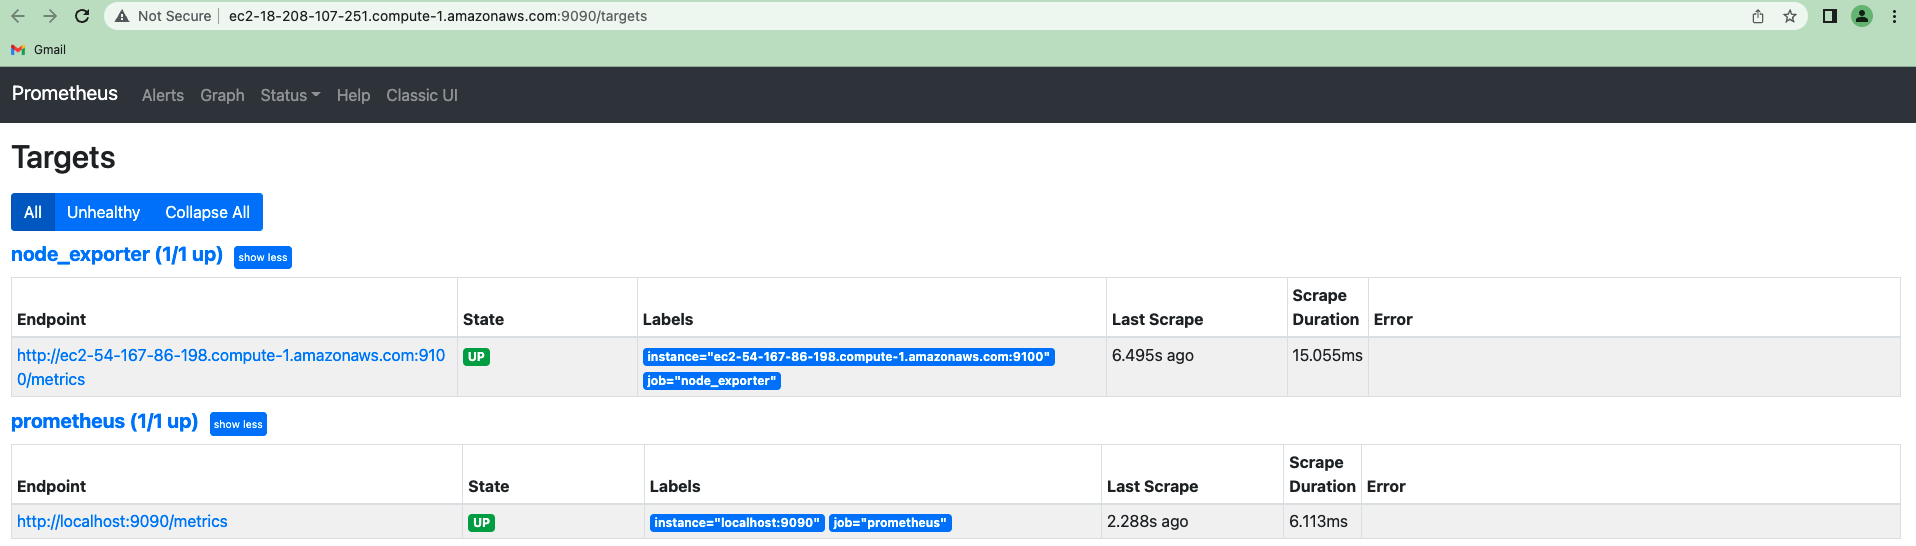 Not Secure ec2-18-208-107-251.compute-1.amazonaws.com:9090/targets
Gmail
Prometheus Alerts Graph Status Help Classic UI
Targets
All Unhealthy Collapse All
node_exporter (1/1 up) show less
Endpoint State Labels Last Scrape Scrape Duration Error
http://ec2-54-167-86-198.compute-1.amazonaws.com:910
0/metrics
UP
instance="ec2-54-167-86-198.compute-1.amazonaws.com:9100"
job="node_exporter"
6.495s ago
15.055ms
prometheus (1/1 up) show less
Endpoint State Labels Last Scrape Scrape Duration Error
http://localhost:9090/metrics UP instance="localhost:9090" job="prometheus" 2.288s ago 6.113ms